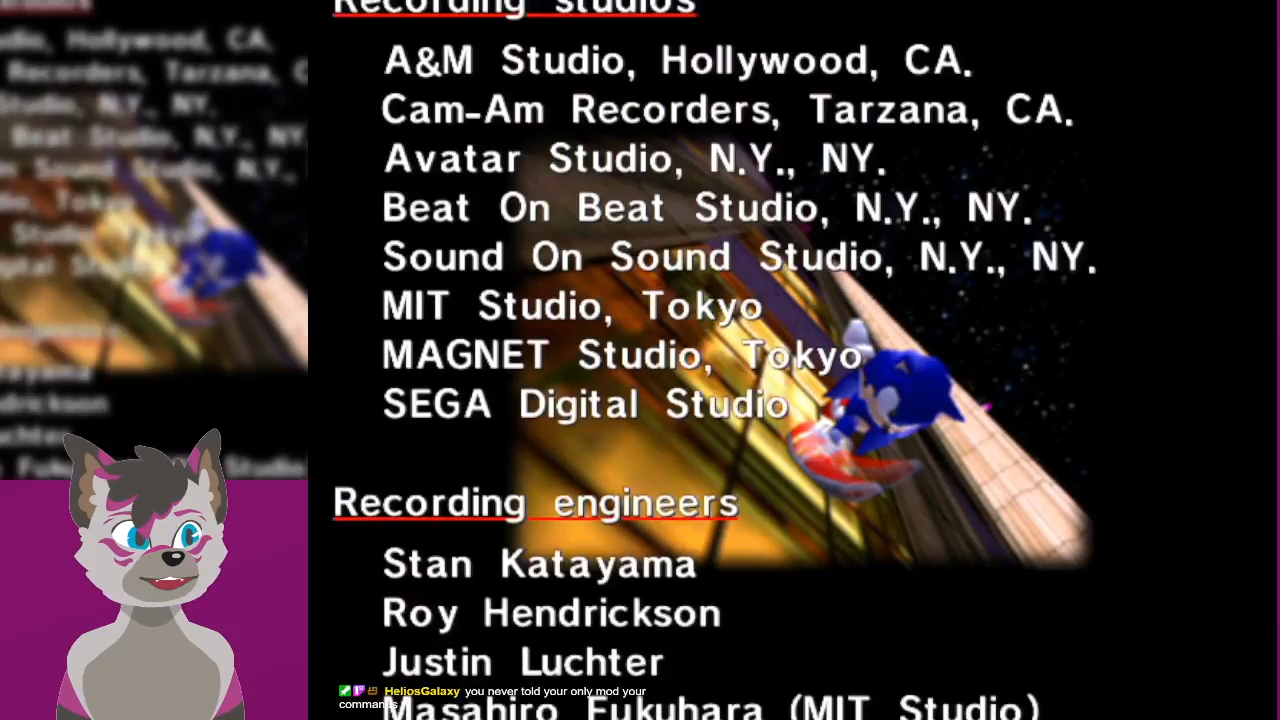 Recording studios
A&M Studio, Hollywood, CA.
Cam-Am Recorders, Tarzana, CA.
Avatar Studio, N.Y., NY.
Beat On Beat Studio, N.Y., NY.
Sound On Sound Studio, N.Y., NY.
MIT Studio, Tokyo
MAGNET Studio, Tokyo
SEGA Digital Studio
Recording engineers
Stan Katayama
Roy Hendrickson
Justin Luchter
Masahiro Fukuhara (MIT Studio)
HeliosGalaxy you never told your only mod your
commands